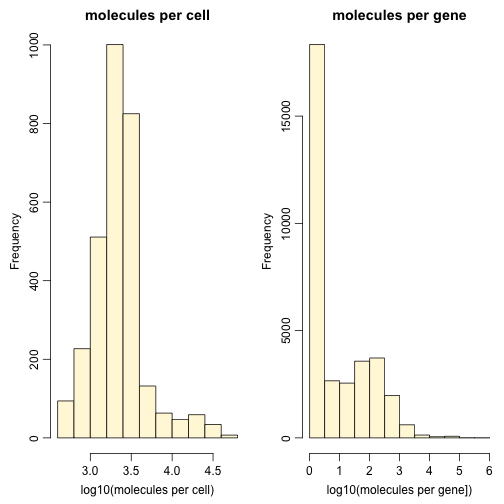 molecules per cell
Frequency
0 200 400 600 800 1000
3.0 3.5 4.0 4.5
log10(molecules per cell)
molecules per gene
Frequency
0 5000 10000 15000
0 1 2 3 4 5 6
log10(molecules per gene])